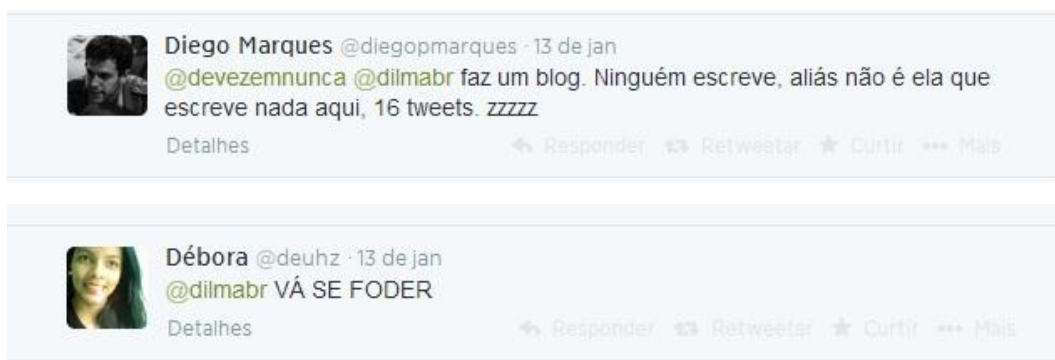 Diego Marques @diegopmarques · 13 de jan
@devezemnunca @dilmabr faz um blog. Ninguém escreve, aliás não é ela que
escreve nada aqui, 16 tweets. zzzzz
Detalhes Responder Retweetar Curtir ••• Mais
Débora @deuhz · 13 de jan
@dilmabr VÁ SE FODER
Detalhes Responder Retweetar Curtir ••• Mais